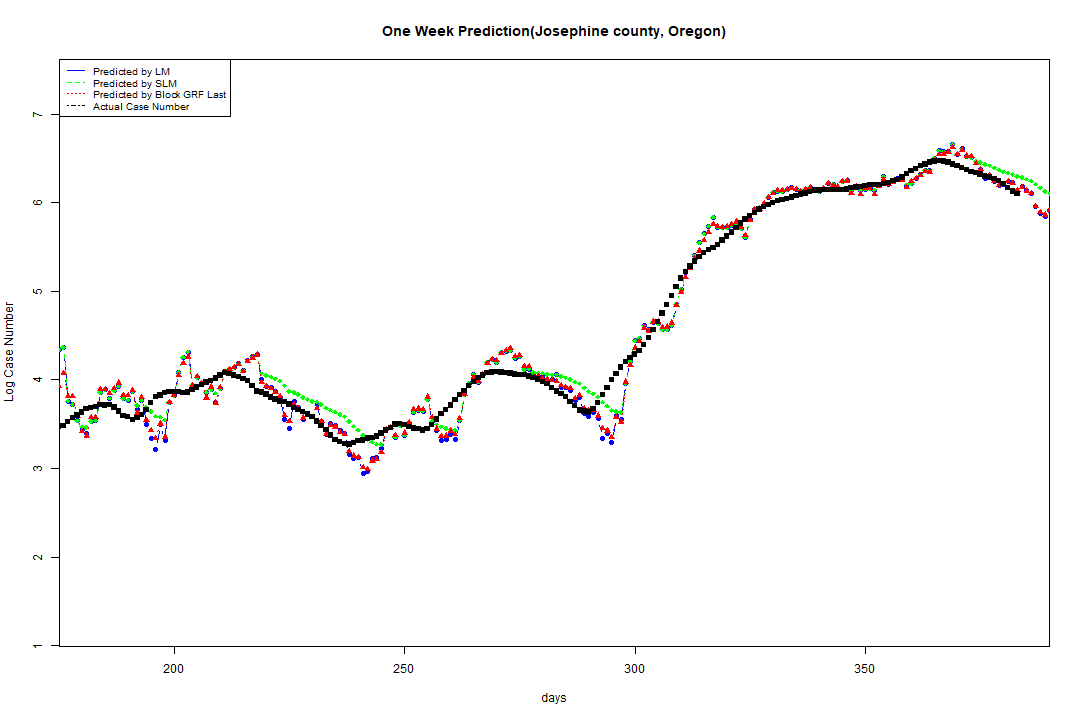 One Week Prediction(Josephine county, Oregon)
Predicted by LM
Predicted by SLM
Predicted by Block GRF Last
Actual Case Number
Log Case Number
7
6
5
4
3
2
1
200 250 300 350
days